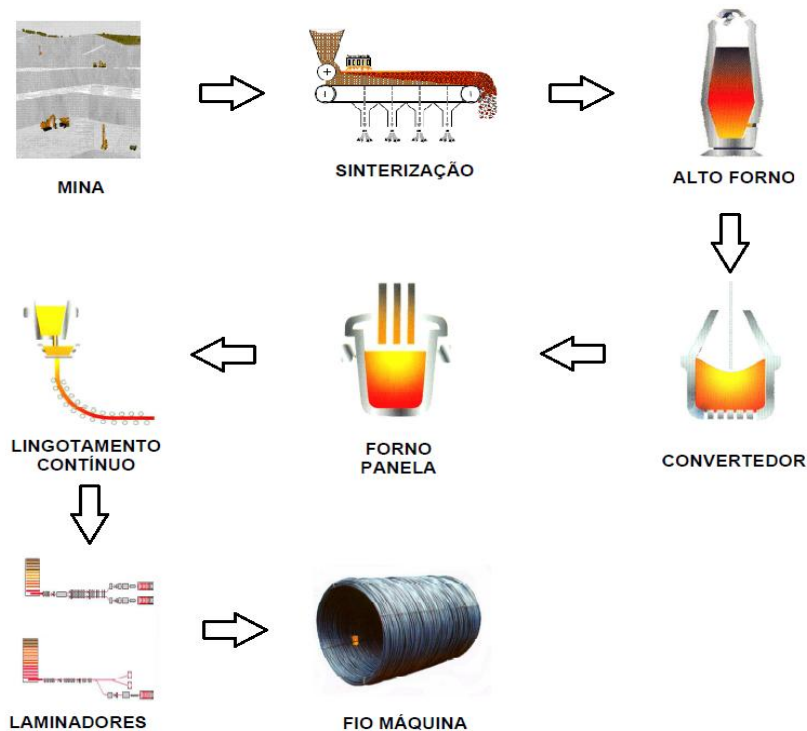 MINA
SINTERIZAÇÃO
ALTO FORNO
LINGOTAMENTO
CONTÍNUO
FORNO
PANELA
CONVERTEDOR
LAMINADORES
FIO MÁQUINA